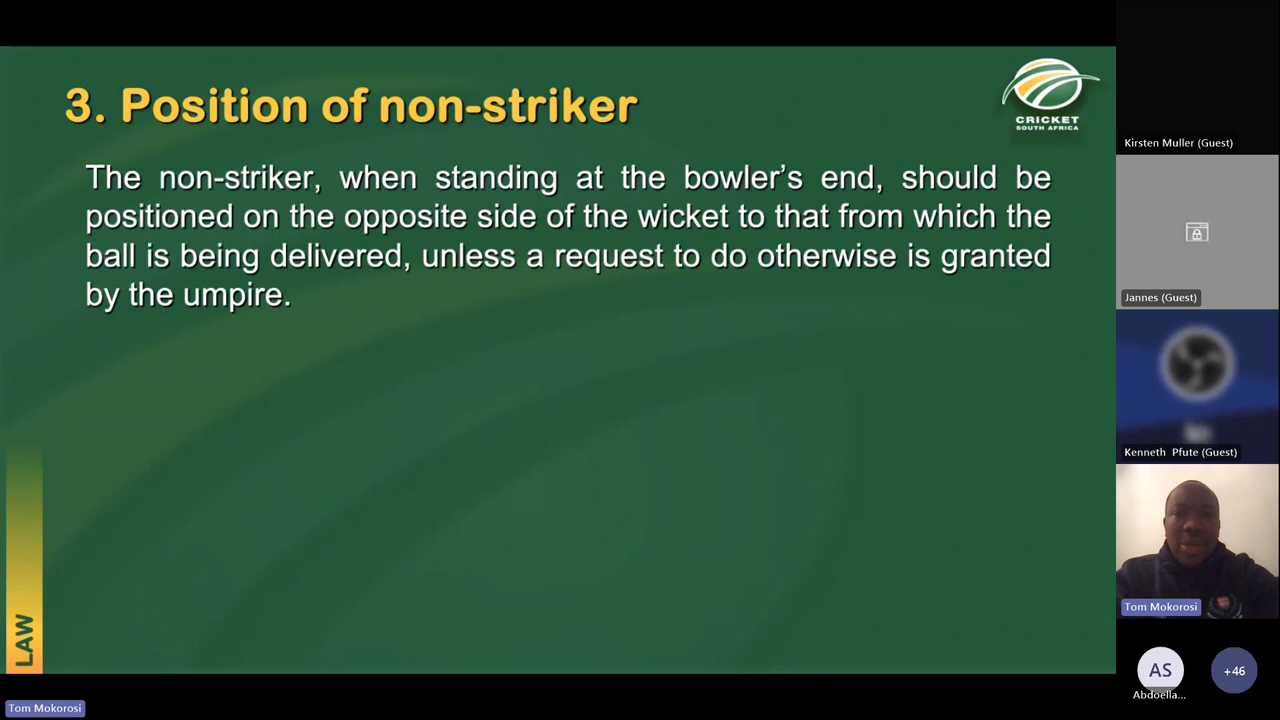 3. Position of non-striker
CRICKET
SOUTH AFRICA
The non-striker, when standing at the bowler’s end, should be
positioned on the opposite side of the wicket to that from which the
ball is being delivered, unless a request to do otherwise is granted
by the umpire.
LAW
Tom Mokorosi
Kirsten Muller (Guest)
Jannes (Guest)
Kenneth Pfute (Guest)
Tom Mokorosi
AS
Abdoella...
+46